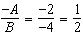 -A/B = -2/-4 = 1/2